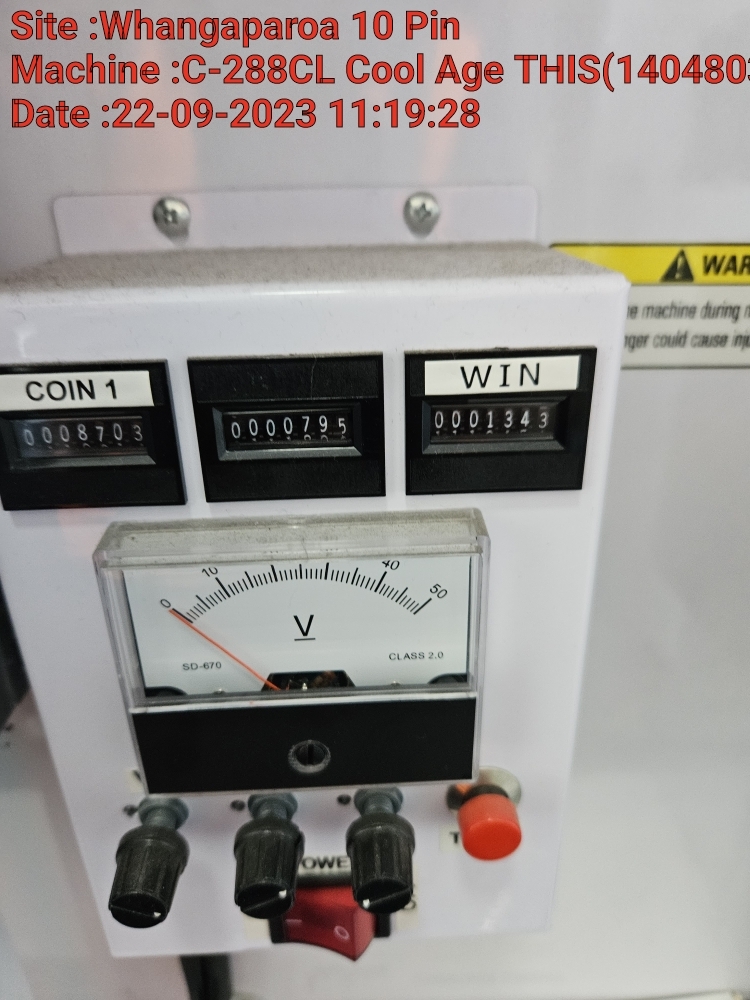 Site :Whangaparoa 10 Pin
Machine :C-288CL Cool Age THIS(140480
Date :22-09-2023 11:19:28
WAR
e machine during
nger could cause inju
COIN 1
WIN
0008703
0000795
0001343
0 10 40 50
V
SD-670
CLASS 2.0
T
OWE